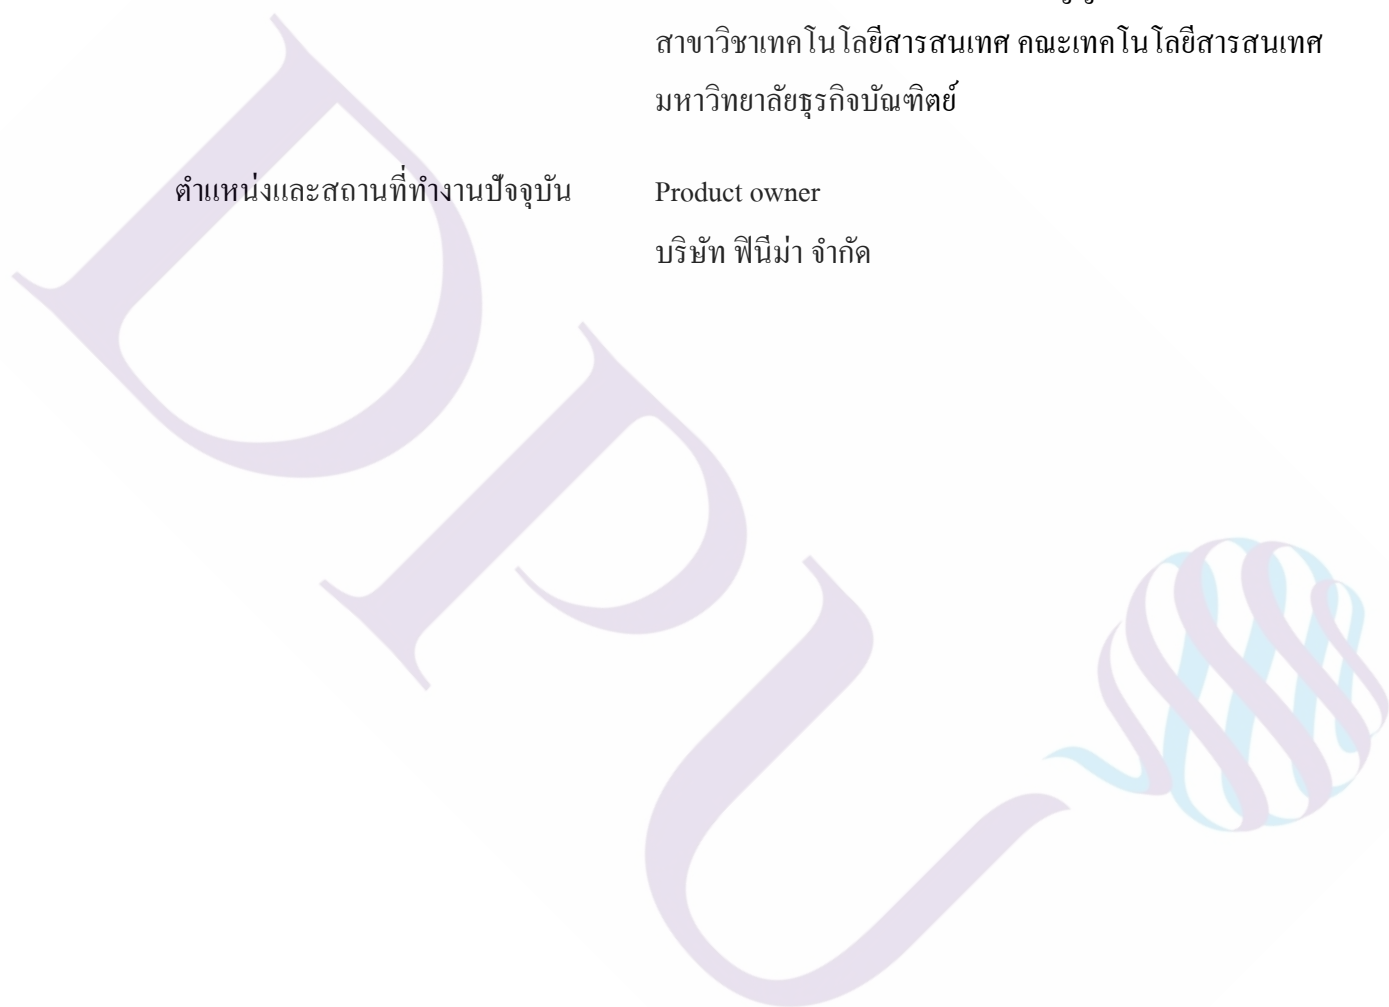 สาขาวิชาเทคโนโลยีสารสนเทศ คณะเทคโนโลยีสารสนเทศ
มหาวิทยาลัยธุรกิจบัณฑิตย์
ตำแหน่งและสถานที่ทำงานปัจจุบัน Product owner
บริษัท ฟินีม่า จำกัด
DPU